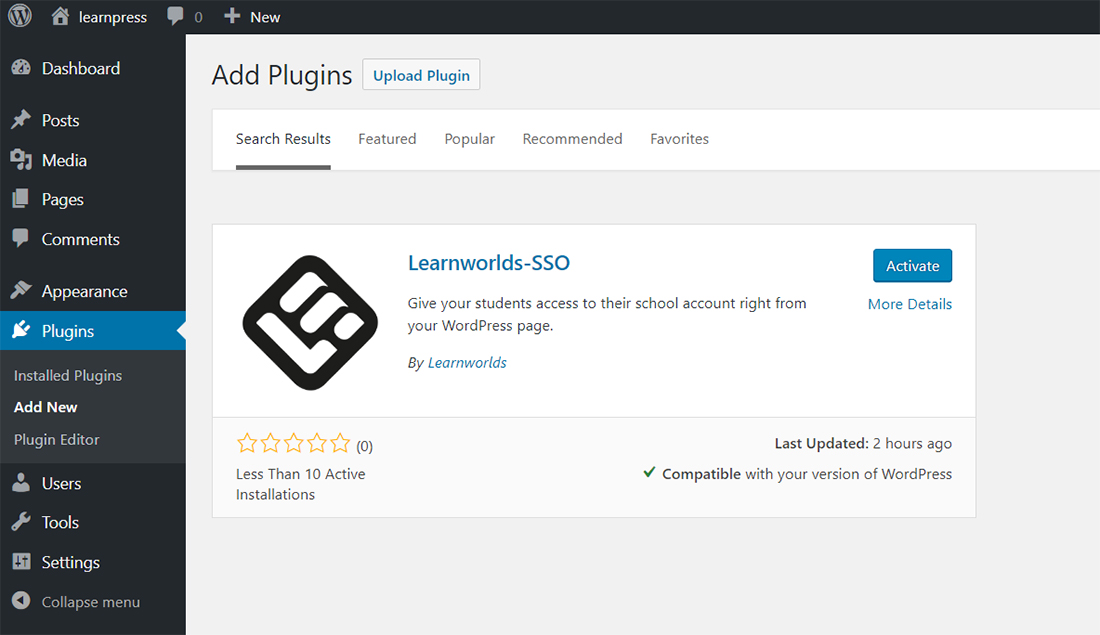 learnpress 0 + New
Dashboard
Posts
Media
Pages
Comments
Appearance
Plugins
Installed Plugins
Add New
Plugin Editor
Users
Tools
Settings
Collapse menu
Add Plugins Upload Plugin
Search Results Featured Popular Recommended Favorites
Learnworlds-SSO
Activate
Give your students access to their school account right from
your WordPress page.
More Details
By Learnworlds
(0)
Less Than 10 Active
Installations
Last Updated: 2 hours ago
Compatible with your version of WordPress